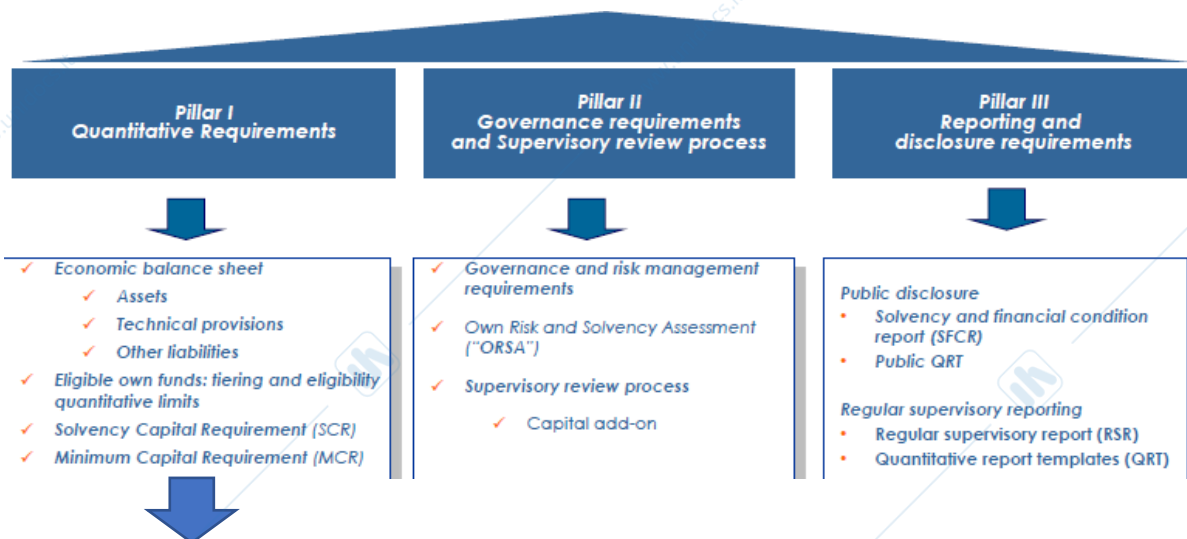 Pillar I
Quantitative Requirements
Pillar II
Governance requirements
and Supervisory review process
Pillar III
Reporting and
disclosure requirements
✓ Economic balance sheet
✓ Assets
✓ Technical provisions
✓ Other liabilities
✓ Eligible own funds: tiering and eligibility
quantitative limits
✓ Solvency Capital Requirement (SCR)
✓ Minimum Capital Requirement (MCR)
✓ Governance and risk management
requirements
✓ Own Risk and Solvency Assessment
("ORSA")
✓ Supervisory review process
✓ Capital add-on
Public disclosure
• Solvency and financial condition
report (SFCR)
• Public QRT
Regular supervisory reporting
• Regular supervisory report (RSR)
• Quantitative report templates (QRT)